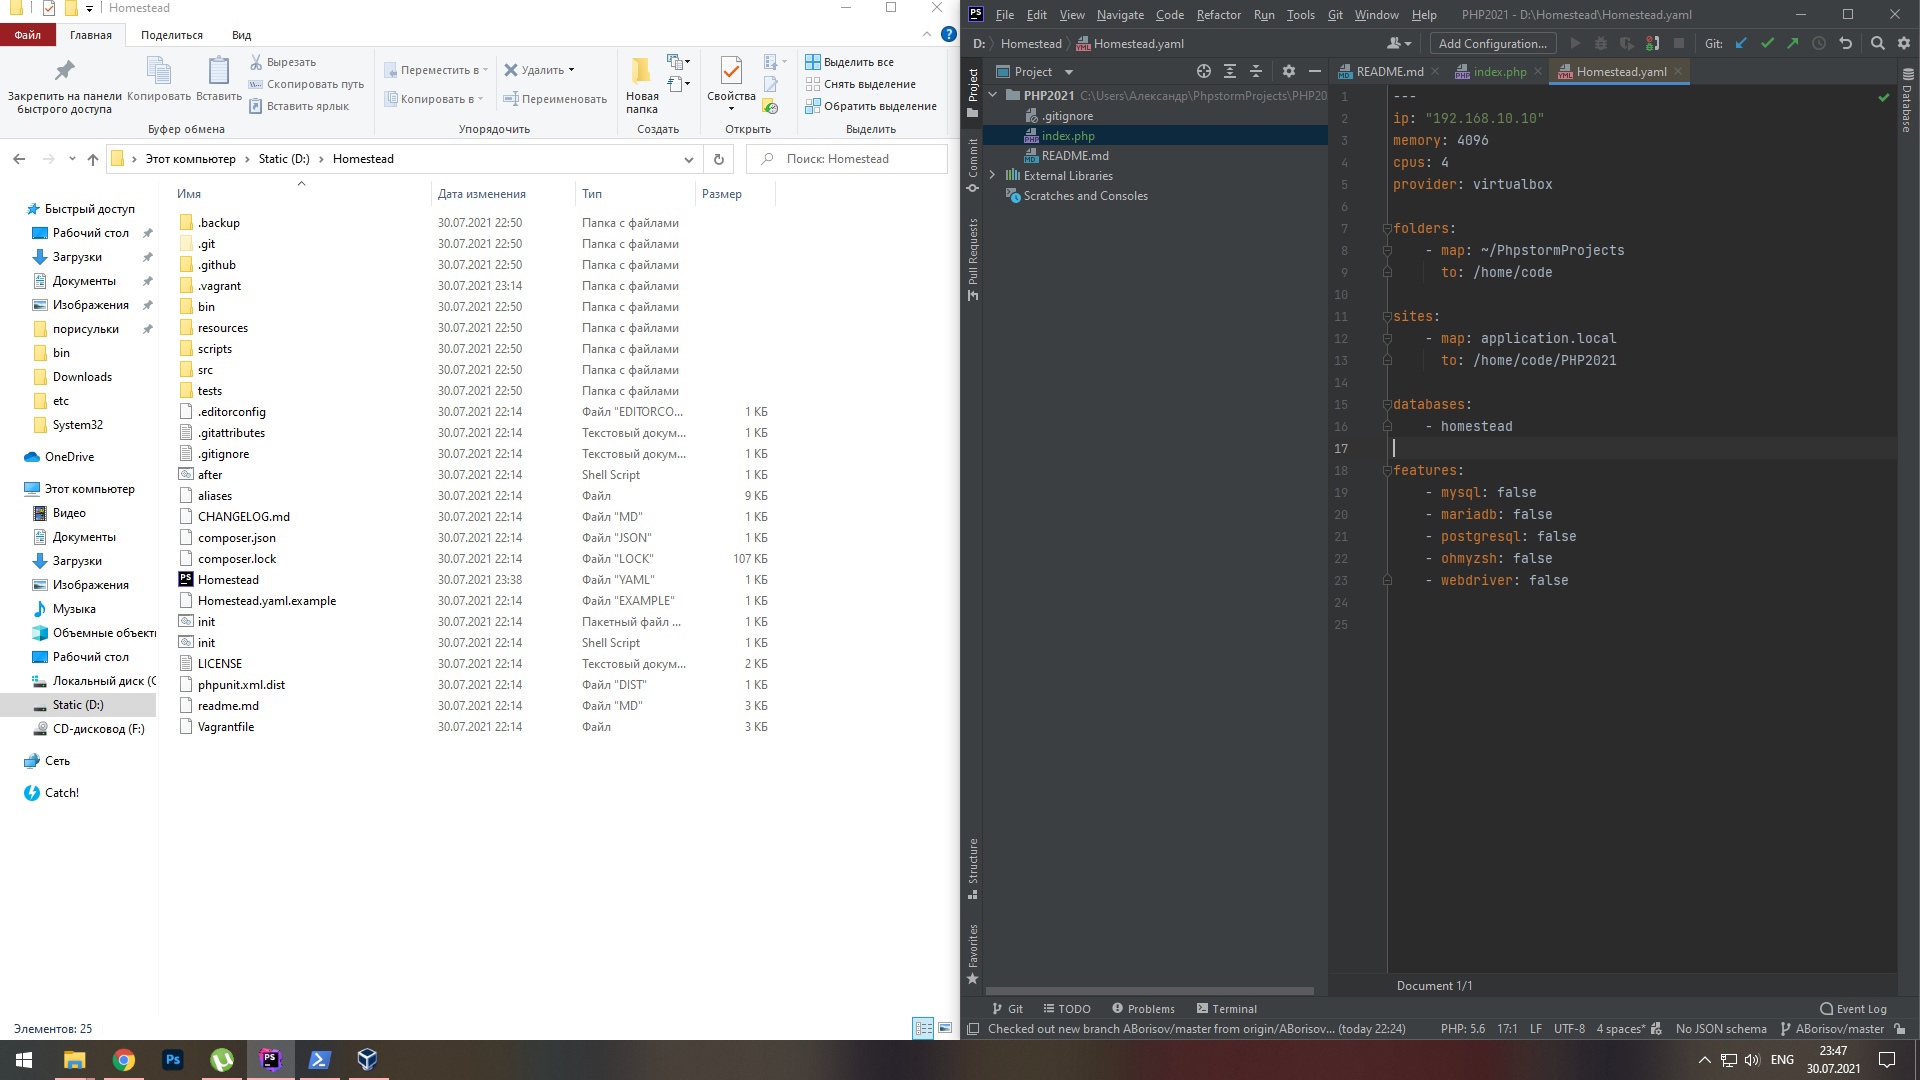 Homestead
Файл
Главная
Поделиться
Вид
Закрепить на панели быстрого доступа
Копировать
Вставить
Вырезать
Скопировать путь
Вставить ярлык
Буфер обмена
Переместить в
Копировать в
Удалить
Переименовать
Упорядочить
Новая папка
Создать
Свойства
Открыть
Выделить все
Снять выделение
Обратить выделение
Выделить
Этот компьютер
Static (D:)
Homestead
Поиск: Homestead
Быстрый доступ
Рабочий стол
Загрузки
Документы
Изображения
порисульки
bin
Downloads
etc
System32
OneDrive
Этот компьютер
Видео
Документы
Загрузки
Изображения
Музыка
Объемные объект
Рабочий стол
Локальный диск (C
Static (D:)
CD-дисковод (F:)
Сеть
Catch!
Имя Дата изменения Тип Размер
.backup 30.07.2021 22:50 Папка с файлами
.git 30.07.2021 22:50 Папка с файлами
.github 30.07.2021 22:50 Папка с файлами
.vagrant 30.07.2021 23:14 Папка с файлами
bin 30.07.2021 22:50 Папка с файлами
resources 30.07.2021 22:50 Папка с файлами
scripts 30.07.2021 22:50 Папка с файлами
src 30.07.2021 22:50 Папка с файлами
tests 30.07.2021 22:50 Папка с файлами
.editorconfig 30.07.2021 22:14 Файл "EDITORCO... 1 КБ
.gitattributes 30.07.2021 22:14 Текстовый докум... 1 КБ
.gitignore 30.07.2021 22:14 Текстовый докум... 1 КБ
after 30.07.2021 22:14 Shell Script 1 КБ
aliases 30.07.2021 22:14 Файл 9 КБ
CHANGELOG.md 30.07.2021 22:14 Файл "MD" 1 КБ
composer.json 30.07.2021 22:14 Файл "JSON" 1 КБ
composer.lock 30.07.2021 22:14 Файл "LOCK" 107 КБ
Homestead 30.07.2021 23:38 Файл "YAML" 1 КБ
Homestead.yaml.example 30.07.2021 22:14 Файл "EXAMPLE" 1 КБ
init 30.07.2021 22:14 Пакетный файл ... 1 КБ
init 30.07.2021 22:14 Shell Script 1 КБ
LICENSE 30.07.2021 22:14 Текстовый докум... 2 КБ
phpunit.xml.dist 30.07.2021 22:14 Файл "DIST" 1 КБ
readme.md 30.07.2021 22:14 Файл "MD" 3 КБ
Vagrantfile 30.07.2021 22:14 Файл 3 КБ
Элементов: 25
PS File Edit View Navigate Code Refactor Run Tools Git Window Help PHP2021 - D:\Homestead\Homestead.yaml
D: Homestead Homestead.yaml
Add Configuration...
Git:
Project
Commit
Pull Requests
Structure
Favorites
Project
PHP2021 C:\Users\Александр\PhpstormProjects\PHP20
.gitignore
index.php
README.md
External Libraries
Scratches and Consoles
README.md
index.php
Homestead.yaml
Database
1 ---
2 ip: "192.168.10.10"
3 memory: 4096
4 cpus: 4
5 provider: virtualbox
6
7 folders:
8 - map: ~/PhpstormProjects
9 to: /home/code
10
11 sites:
12 - map: application.local
13 to: /home/code/PHP2021
14
15 databases:
16 - homestead
17
18 features:
19 - mysql: false
20 - mariadb: false
21 - postgresql: false
22 - ohmyzsh: false
23 - webdriver: false
24
25
Document 1/1
Git TODO Problems Terminal Event Log
Checked out new branch ABorisov/master from origin/ABorisov... (today 22:24) PHP: 5.6 17:1 LF UTF-8 4 spaces* No JSON schema ABorisov/master
Ps
PS
ENG
23:47
30.07.2021